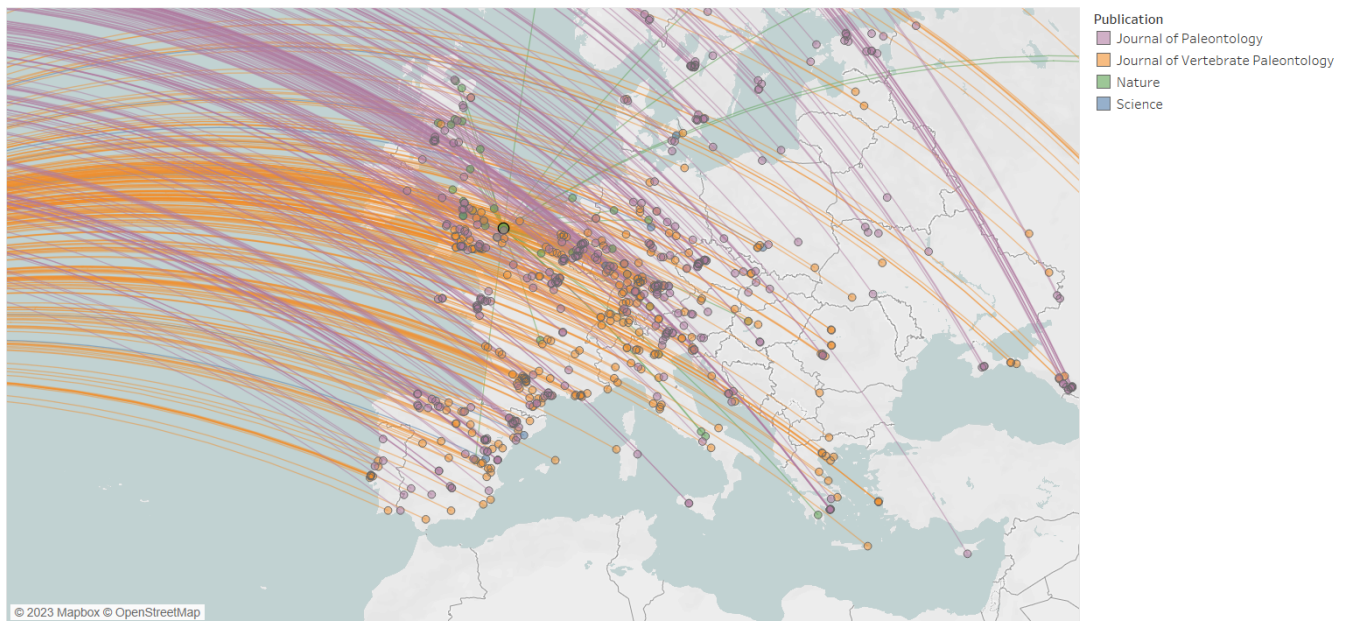 Publication
Journal of Paleontology
Journal of Vertebrate Paleontology
Nature
Science
© 2023 Mapbox © OpenStreetMap